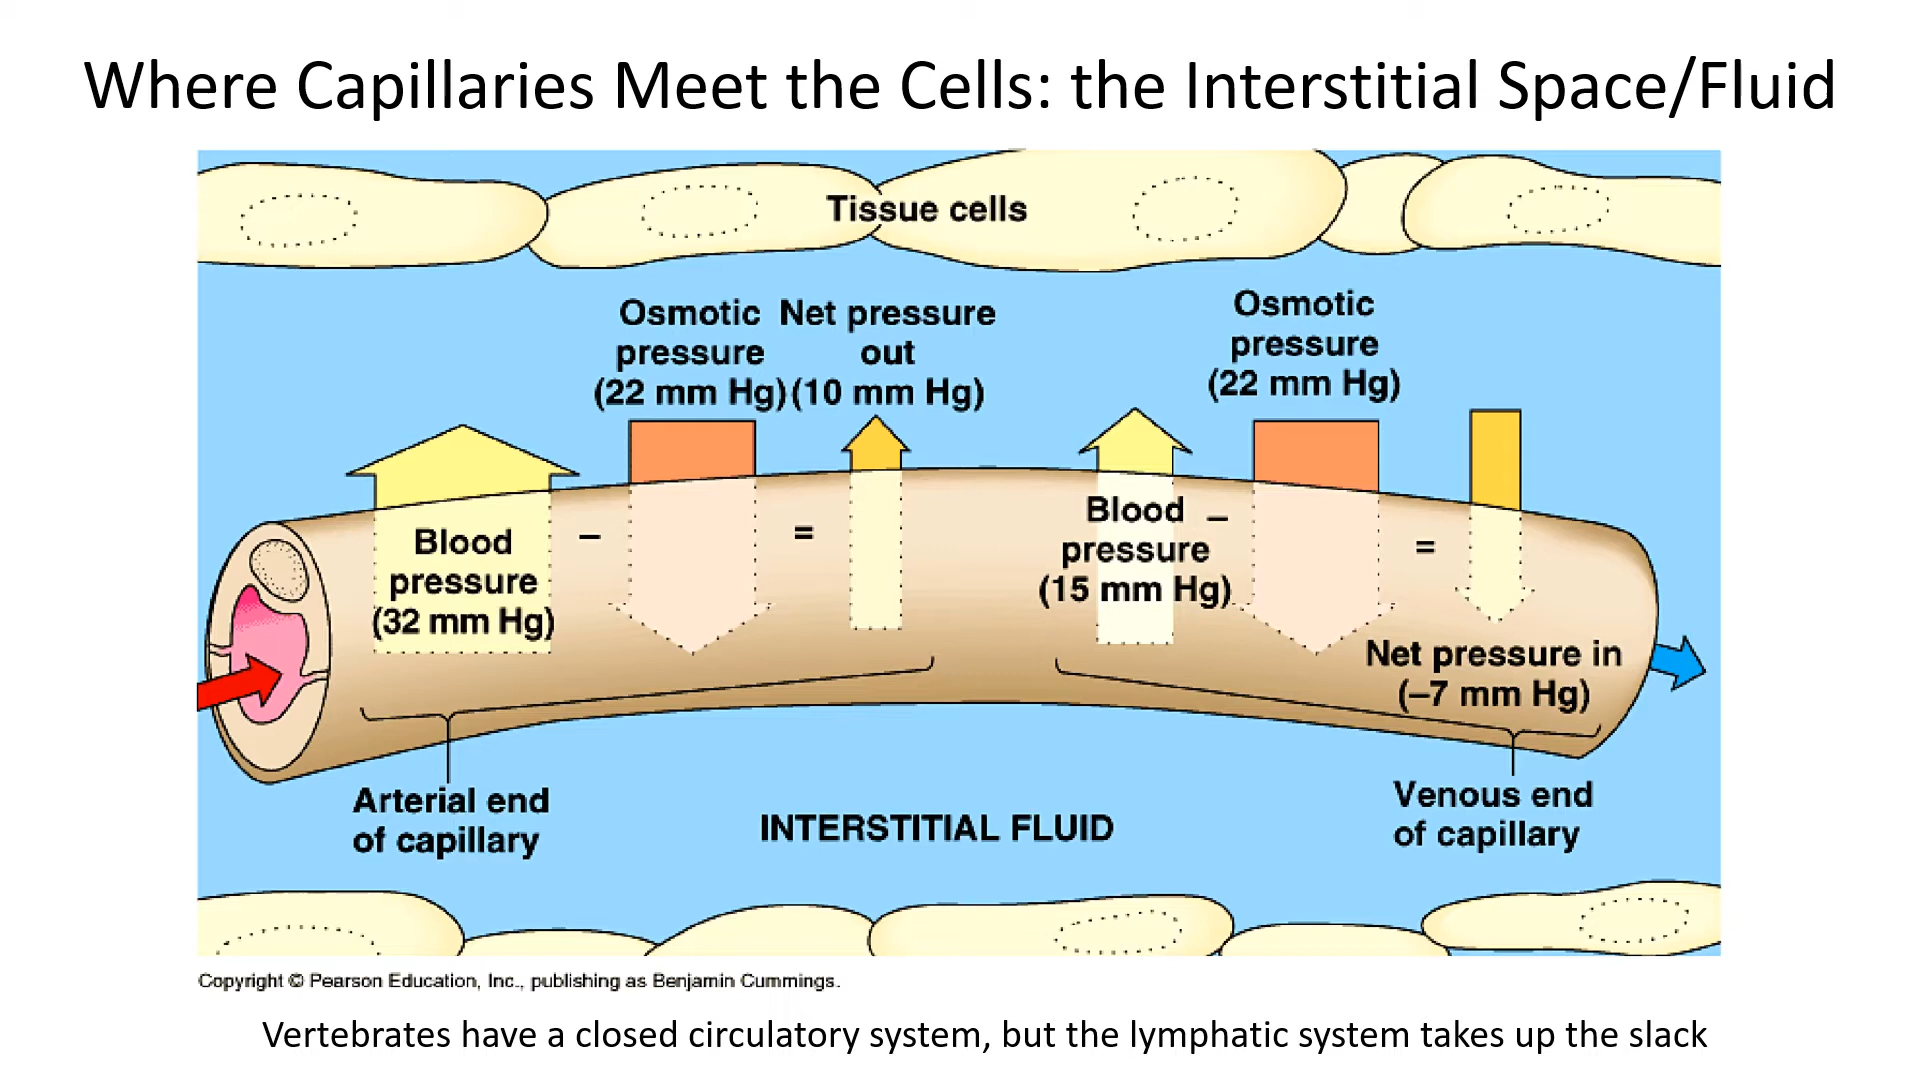 Where Capillaries Meet the Cells: the Interstitial Space/Fluid
Tissue cells
Osmotic
pressure
(22 mm Hg)
Net pressure
out
(10 mm Hg)
Osmotic
pressure
(22 mm Hg)
Blood
pressure
(32 mm Hg)
–
=
Blood
pressure
(15 mm Hg)
–
=
Net pressure in
(–7 mm Hg)
Arterial end
of capillary
INTERSTITIAL FLUID
Venous end
of capillary
Copyright © Pearson Education, Inc., publishing as Benjamin Cummings.
Vertebrates have a closed circulatory system, but the lymphatic system takes up the slack